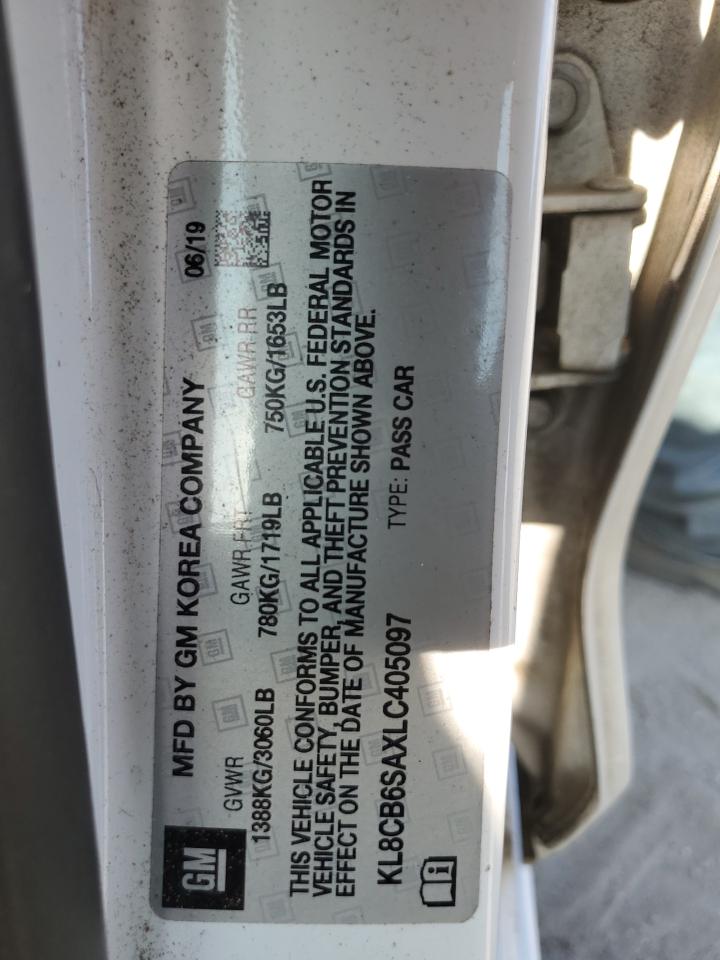 GM
MFD BY GM KOREA COMPANY 06/19
GVWR GAWR FRT GAWR RR
1388KG/3060LB 780KG/1719LB 750KG/1653LB
THIS VEHICLE CONFORMS TO ALL APPLICABLE U.S. FEDERAL MOTOR
VEHICLE SAFETY, BUMPER, AND THEFT PREVENTION STANDARDS IN
EFFECT ON THE DATE OF MANUFACTURE SHOWN ABOVE.
KL8CB6SAXLC405097 TYPE: PASS CAR